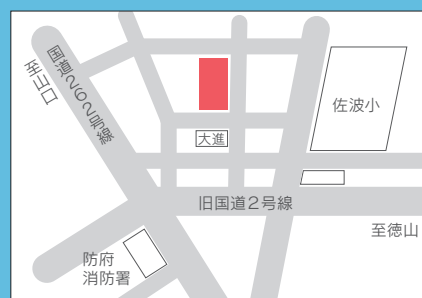 至山口
国道262号線
佐波小
大進
旧国道2号線
至徳山
防府
消防署